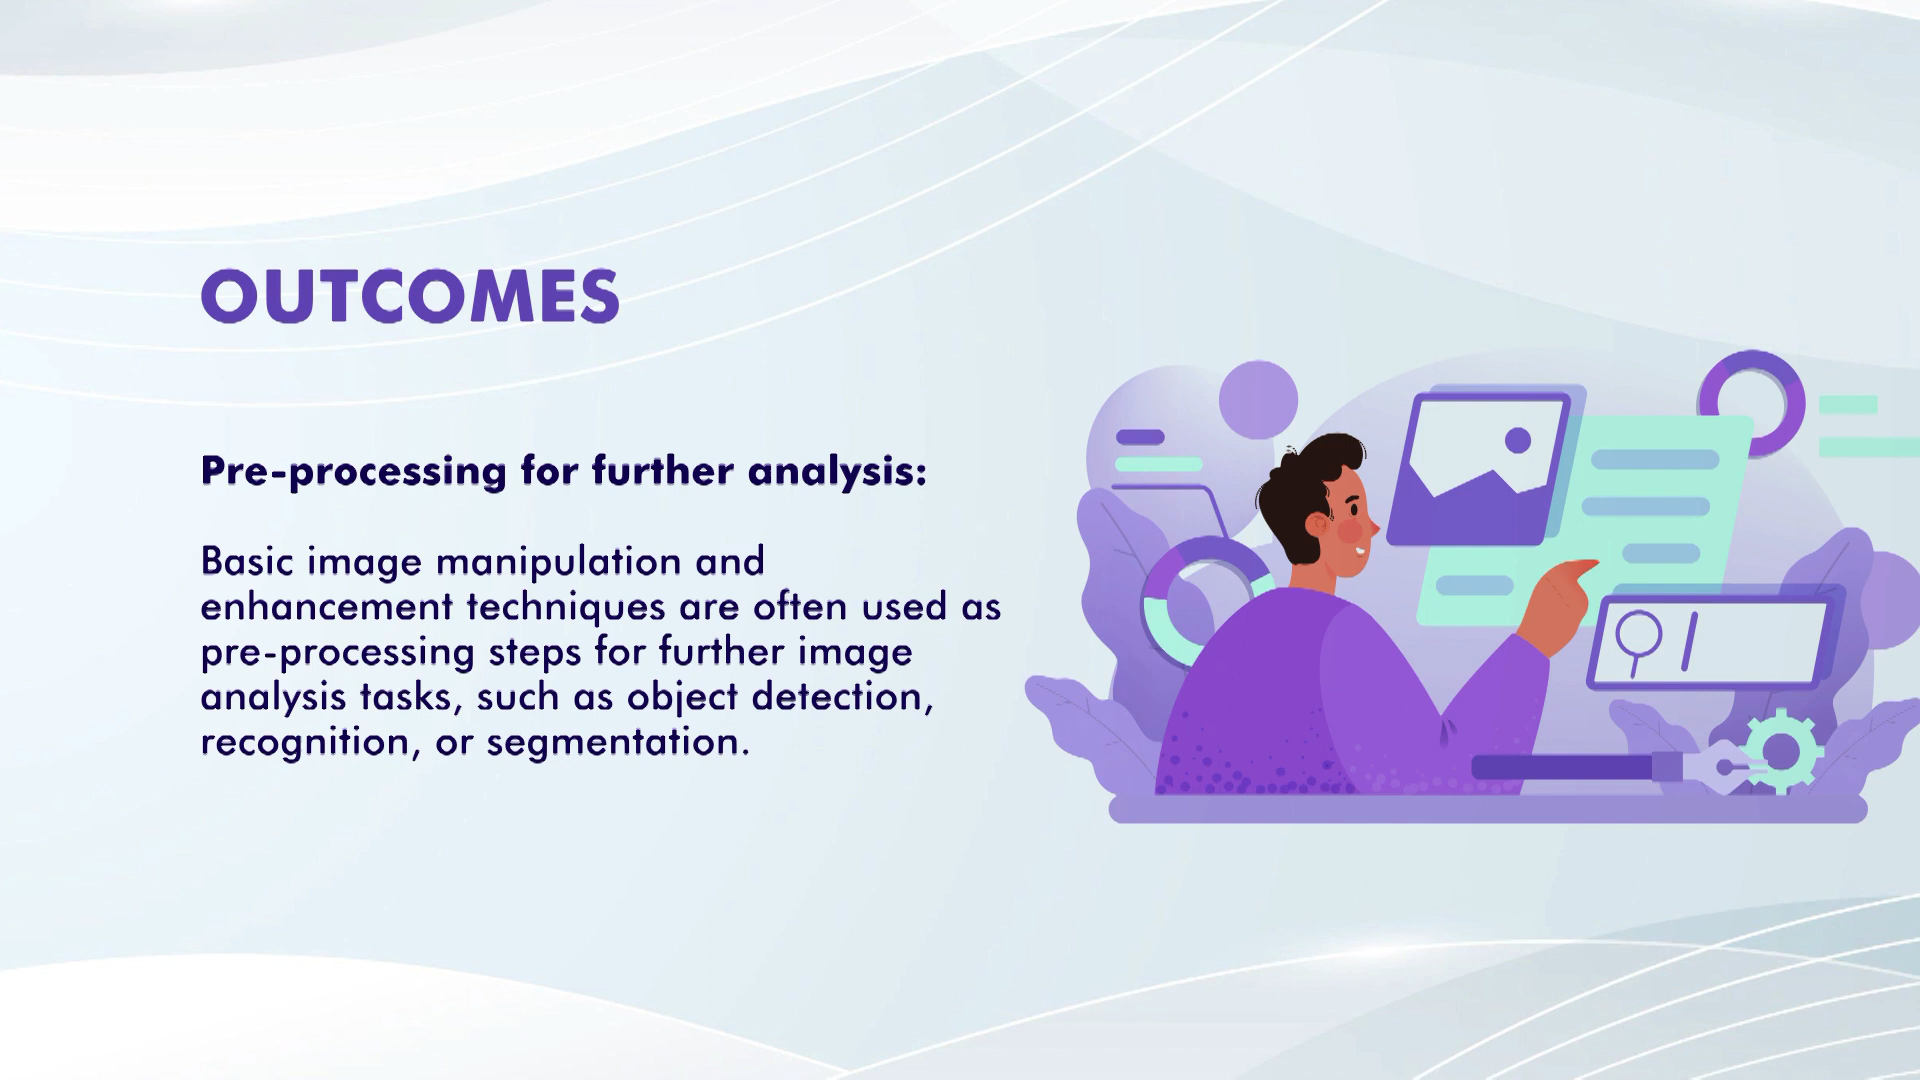 OUTCOMES
Pre-processing for further analysis:
Basic image manipulation and
enhancement techniques are often used as
pre-processing steps for further image
analysis tasks, such as object detection,
recognition, or segmentation.